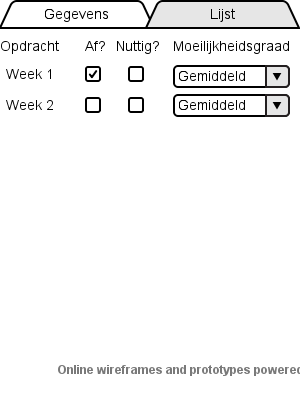 Gegevens Lijst
Opdracht Af? Nuttig? Moeilijkheidsgraad
Week 1 Gemiddeld
Week 2 Gemiddeld
Online wireframes and prototypes powered